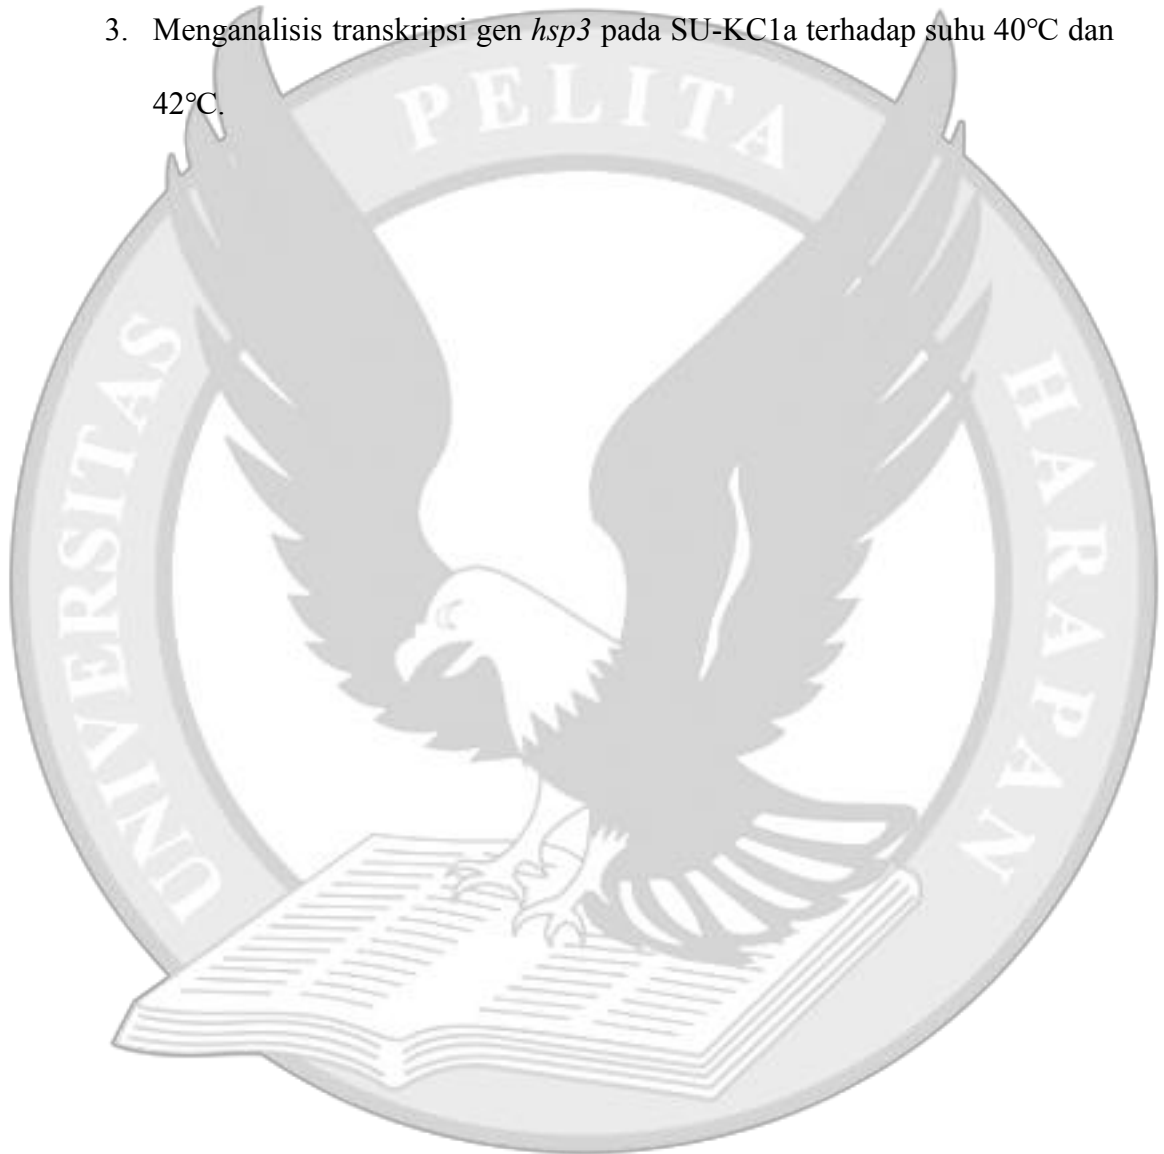 3. Menganalisis transkripsi gen hsp3 pada SU-KC1a terhadap suhu 40°C dan
42°C.
UNIVERSITAS PELITA HARAPAN